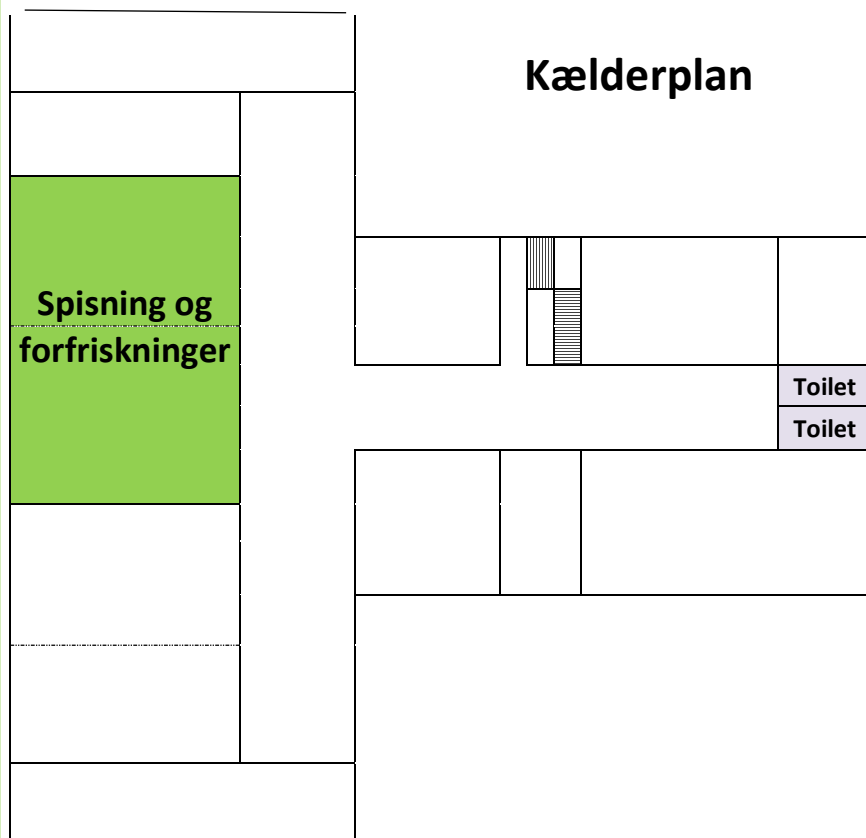 Kælderplan
Spisning og
forfriskninger
Toilet
Toilet